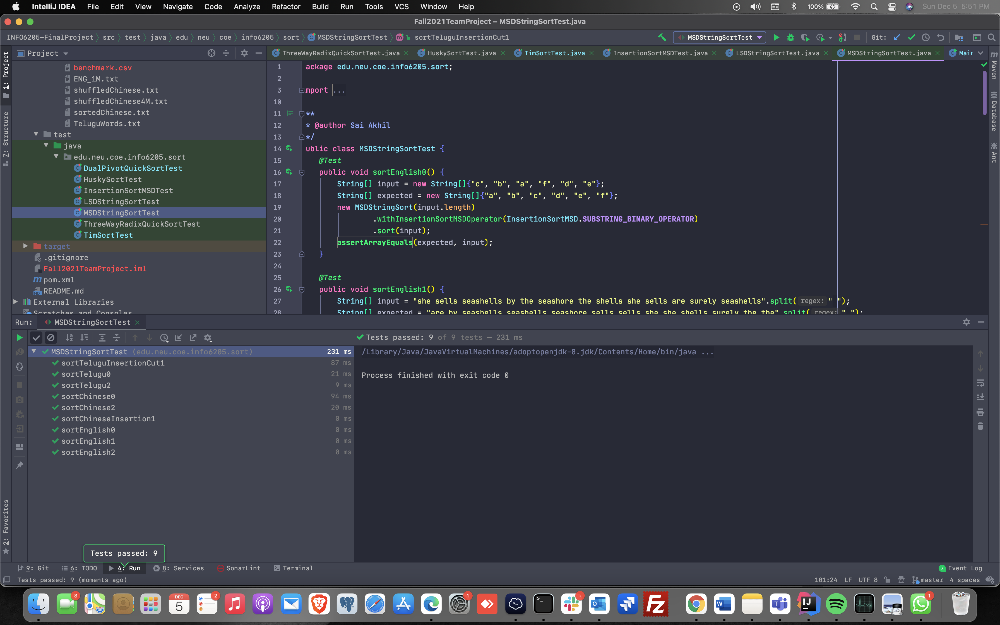 IntelliJ IDEA File Edit View Navigate Code Analyze Refactor Build Run Tools VCS Window Help 100% Sun Dec 5 5:51 PM
Fall2021TeamProject – MSDStringSortTest.java
INFO6205-FinalProject src test java edu neu coe info6205 sort MSDStringSortTest sortTeluguInsertionCut1 MSDStringSortTest Git:
Project
ThreeWayRadixQuickSortTest.java HuskySortTest.java TimSortTest.java InsertionSortMSDTest.java LSDStringSortTest.java MSDStringSortTest.java Mair
1: Project
Z: Structure
2: Favorites
Maven
Database
Ant
benchmark.csv
ENG_1M.txt
shuffledChinese.txt
shuffledChinese4M.txt
sortedChinese.txt
TeluguWords.txt
test
java
edu.neu.coe.info6205.sort
DualPivotQuickSortTest
HuskySortTest
InsertionSortMSDTest
LSDStringSortTest
MSDStringSortTest
ThreeWayRadixQuickSortTest
TimSortTest
target
.gitignore
Fall2021TeamProject.iml
pom.xml
README.md
External Libraries
Scratches and Consoles
1 ackage edu.neu.coe.info6205.sort;
2
3 mport ...
10
11 **
12 * @author Sai Akhil
13 */
14 ublic class MSDStringSortTest {
15 @Test
16 public void sortEnglish0() {
17 String[] input = new String[]{"c", "b", "a", "f", "d", "e"};
18 String[] expected = new String[]{"a", "b", "c", "d", "e", "f"};
19 new MSDStringSort(input.length)
20 .withInsertionSortMSDOperator(InsertionSortMSD.SUBSTRING_BINARY_OPERATOR)
21 .sort(input);
22 assertArrayEquals(expected, input);
23 }
24
25 @Test
26 public void sortEnglish1() {
27 String[] input = "she sells seashells by the seashore the shells she sells are surely seashells".split( regex: " ");
28 String[] expected = "are by seashells seashells seashore sells sells she she shells surely the the".split( regex: " ");
Run: MSDStringSortTest
Tests passed: 9 of 9 tests – 231 ms
MSDStringSortTest (edu.neu.coe.info6205.sort) 231 ms
sortTeluguInsertionCut1 87 ms
sortTelugu0 21 ms
sortTelugu2 9 ms
sortChinese0 94 ms
sortChinese2 20 ms
sortChineseInsertion1 0 ms
sortEnglish0 0 ms
sortEnglish1 0 ms
sortEnglish2 0 ms
/Library/Java/JavaVirtualMachines/adoptopenjdk-8.jdk/Contents/Home/bin/java ...
Process finished with exit code 0
Tests passed: 9
9: Git 6: TODO 4: Run 8: Services SonarLint Terminal 7 Event Log
Tests passed: 9 (moments ago) 101:24 LF UTF-8 master 4 spaces
8 280 DEC 5 2 1 >_ O W IJ 1
Fz